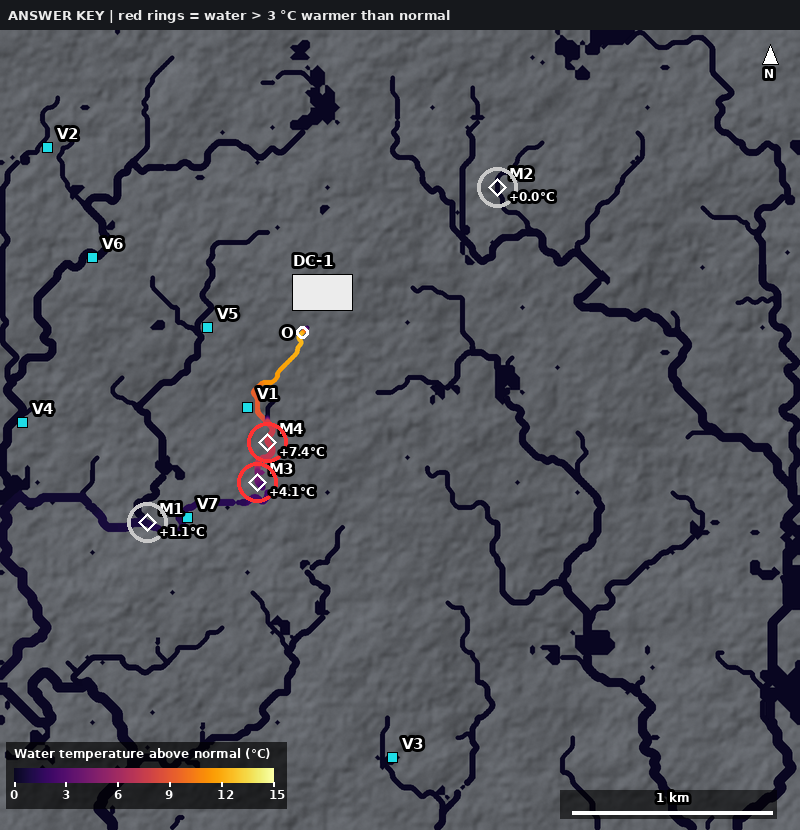 ANSWER KEY | red rings = water > 3 °C warmer than normal
N
V2
M2
+0.0°C
V6
DC-1
V5
O
V1
V4
M4
+7.4°C
M3
+4.1°C
M1
V7
+1.1°C
V3
Water temperature above normal (°C)
0 3 6 9 12 15
1 km